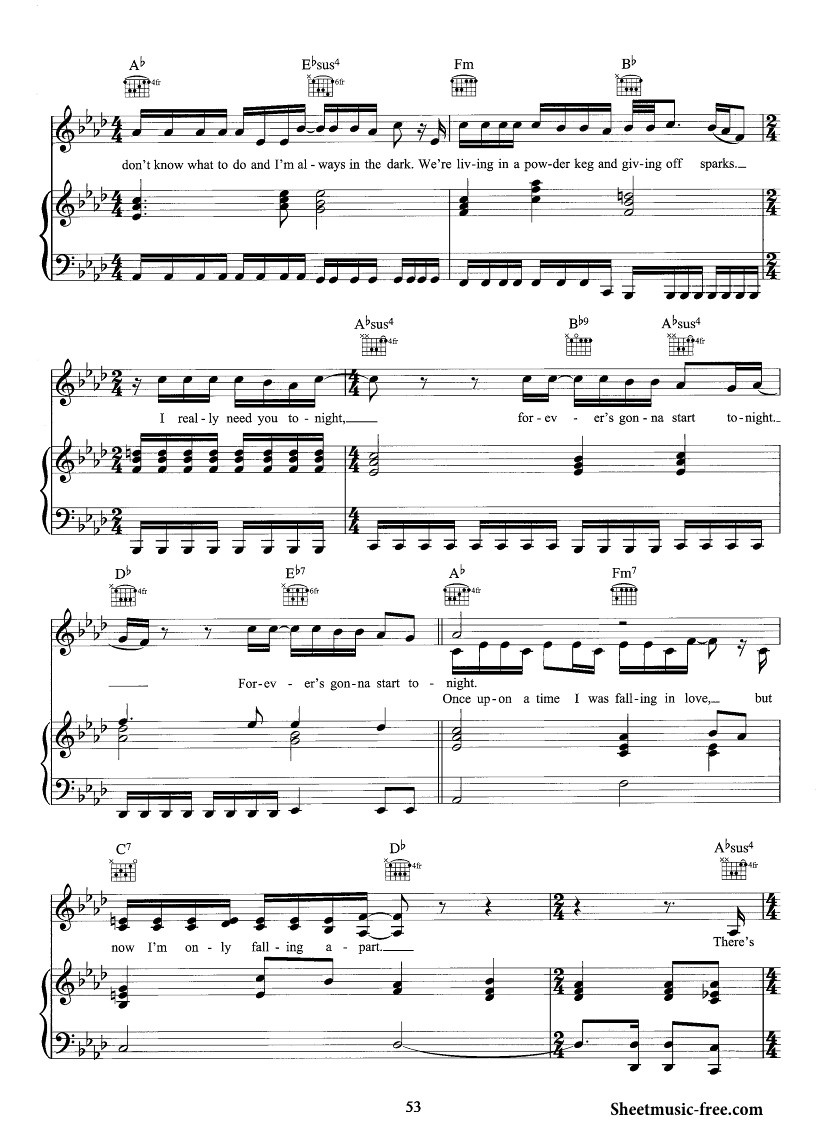 A♭ E♭sus4 Fm B♭
4fr 6fr
don't know what to do and I'm al - ways in the dark. We're liv - ing in a pow - der keg and giv - ing off sparks.
A♭sus4 B♭9 A♭sus4
4fr 4fr
I real - ly need you to - night, for - ev - er's gon - na start to - night.
D♭ E♭7 A♭ Fm7
4fr 6fr 4fr
For - ev - er's gon - na start to - night.
Once up - on a time I was fall - ing in love, but
C7 D♭ A♭sus4
4fr 4fr
now I'm on - ly fall - ing a - part. There's
53
Sheetmusic-free.com